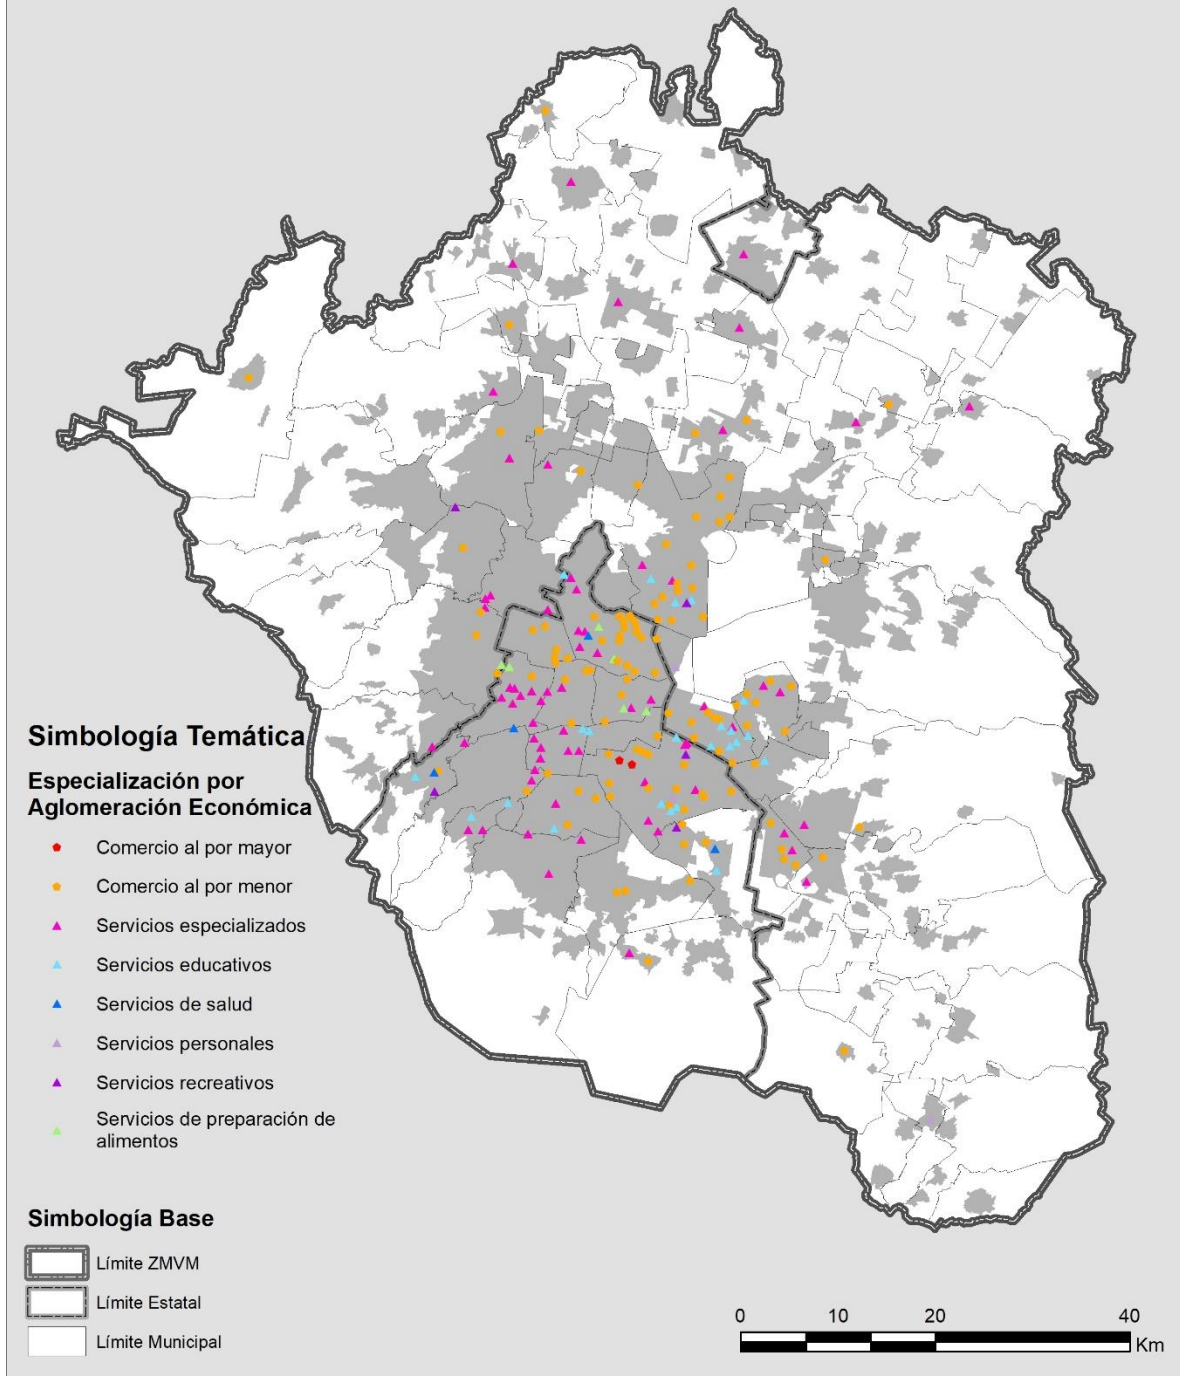 Simbología Temática
Especialización por
Aglomeración Económica
Comercio al por mayor
Comercio al por menor
Servicios especializados
Servicios educativos
Servicios de salud
Servicios personales
Servicios recreativos
Servicios de preparación de
alimentos
Simbología Base
Límite ZMVM
Límite Estatal
Límite Municipal
0 10 20 40
Km